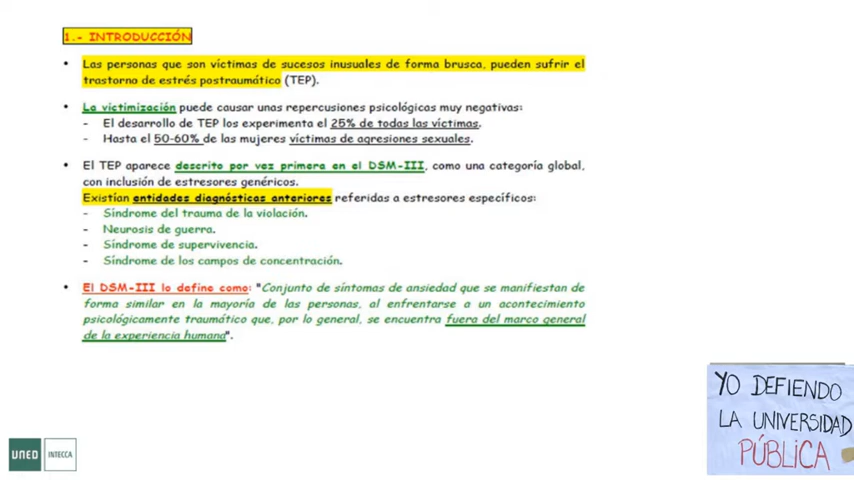 1.- INTRODUCCIÓN
• Las personas que son víctimas de sucesos inusuales de forma brusca, pueden sufrir el
trastorno de estrés postraumático (TEP).
• La victimización puede causar unas repercusiones psicológicas muy negativas:
- El desarrollo de TEP los experimenta el 25% de todas las víctimas.
- Hasta el 50-60% de las mujeres víctimas de agresiones sexuales.
• El TEP aparece descrito por vez primera en el DSM-III, como una categoría global,
con inclusión de estresores genéricos.
Existían entidades diagnósticas anteriores referidas a estresores específicos:
- Síndrome del trauma de la violación.
- Neurosis de guerra.
- Síndrome de supervivencia.
- Síndrome de los campos de concentración.
• El DSM-III lo define como: "Conjunto de síntomas de ansiedad que se manifiestan de
forma similar en la mayoría de las personas, al enfrentarse a un acontecimiento
psicológicamente traumático que, por lo general, se encuentra fuera del marco general
de la experiencia humana".
YO DEFIENDO
LA UNIVERSIDAD
PÚBLICA
UNED INTECCA